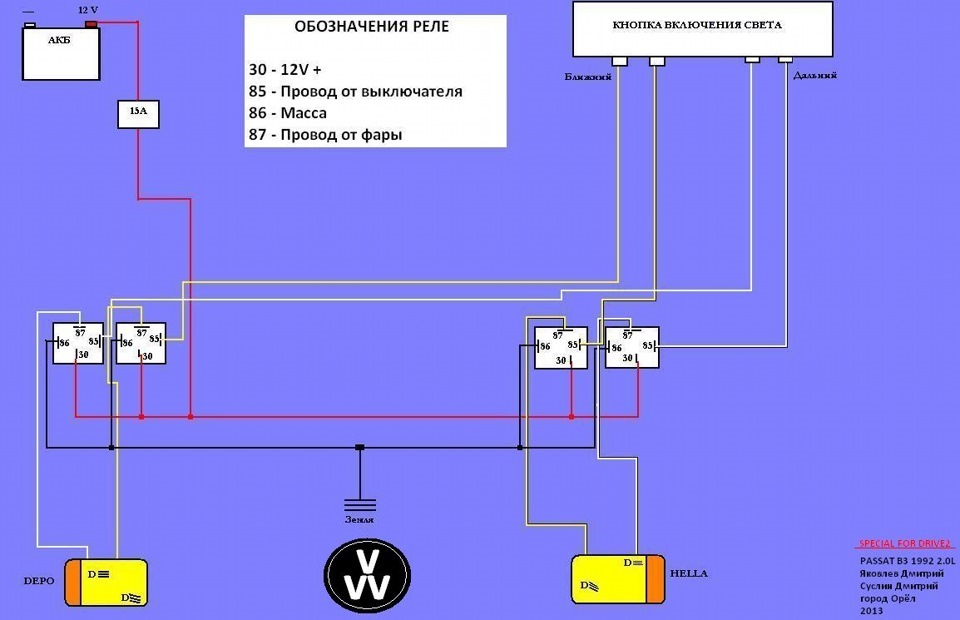 — 12 V
АКБ
15А
ОБОЗНАЧЕНИЯ РЕЛЕ
30 - 12V +
85 - Провод от выключателя
86 - Масса
87 - Провод от фары
КНОПКА ВКЛЮЧЕНИЯ СВЕТА
Ближний
Дальний
87
86
85
30
87
86
85
30
87
86
85
30
87
86
85
30
Земля
DEPO
D
D
V
W
D
D
HELLA
SPECIAL FOR DRIVE2
PASSAT B3 1992 2.0L
Яковлев Дмитрий
Суслин Дмитрий
город Орёл
2013